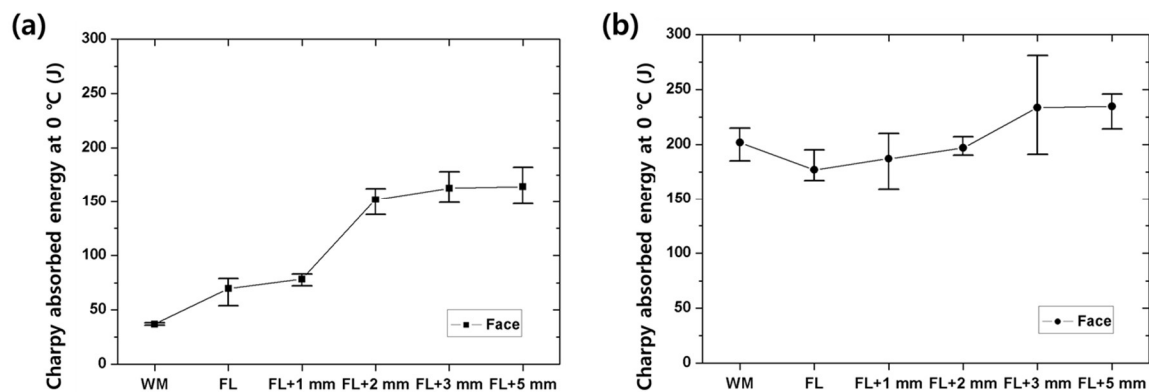 (a)
Charpy absorbed energy at 0 ℃ (J)
300
250
200
150
100
50
0
Face
WM FL FL+1 mm FL+2 mm FL+3 mm FL+5 mm
(b)
Charpy absorbed energy at 0 ℃ (J)
300
250
200
150
100
50
0
Face
WM FL FL+1 mm FL+2 mm FL+3 mm FL+5 mm